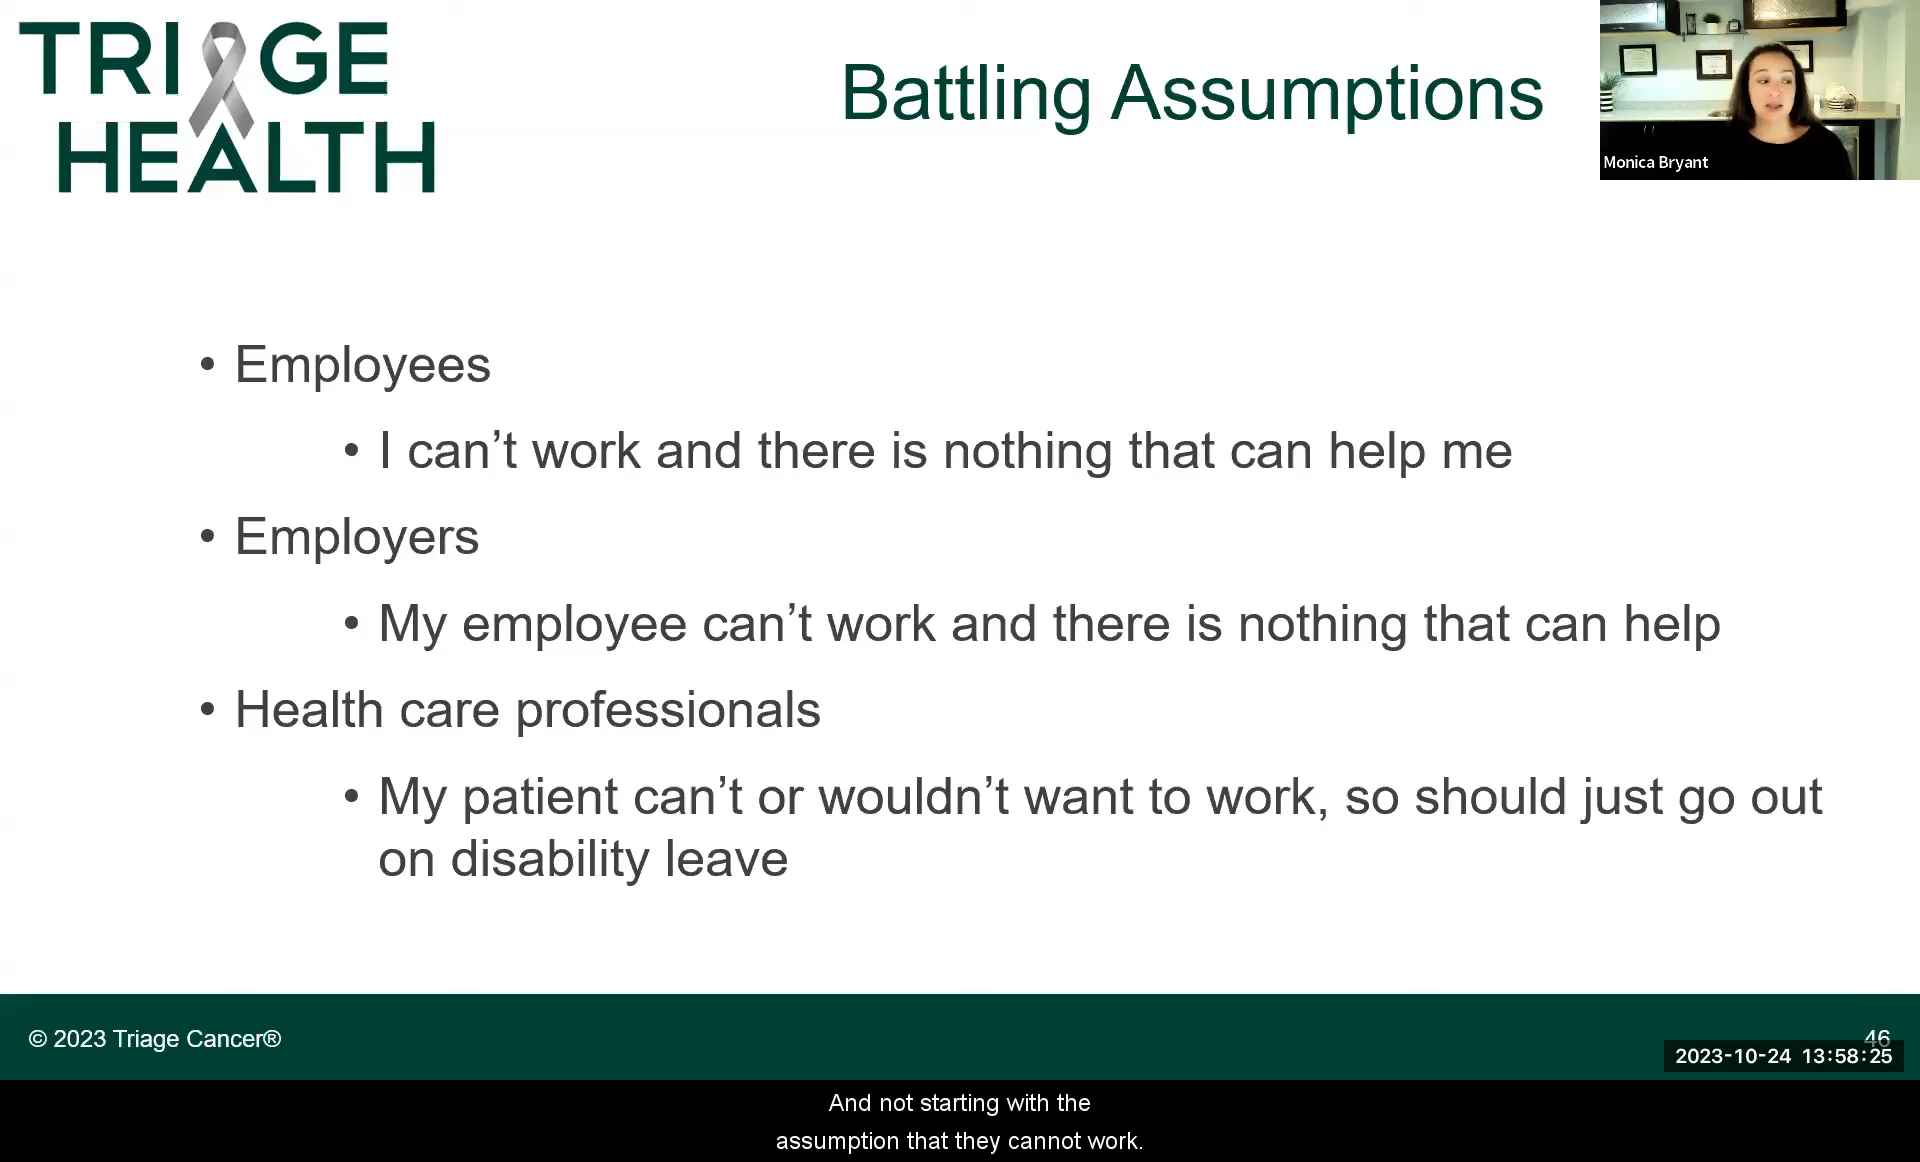 TRIAGE
HEALTH
Battling Assumptions
Monica Bryant
• Employees
• I can’t work and there is nothing that can help me
• Employers
• My employee can’t work and there is nothing that can help
• Health care professionals
• My patient can’t or wouldn’t want to work, so should just go out
on disability leave
© 2023 Triage Cancer®
46
2023-10-24 13:58:25
And not starting with the
assumption that they cannot work.